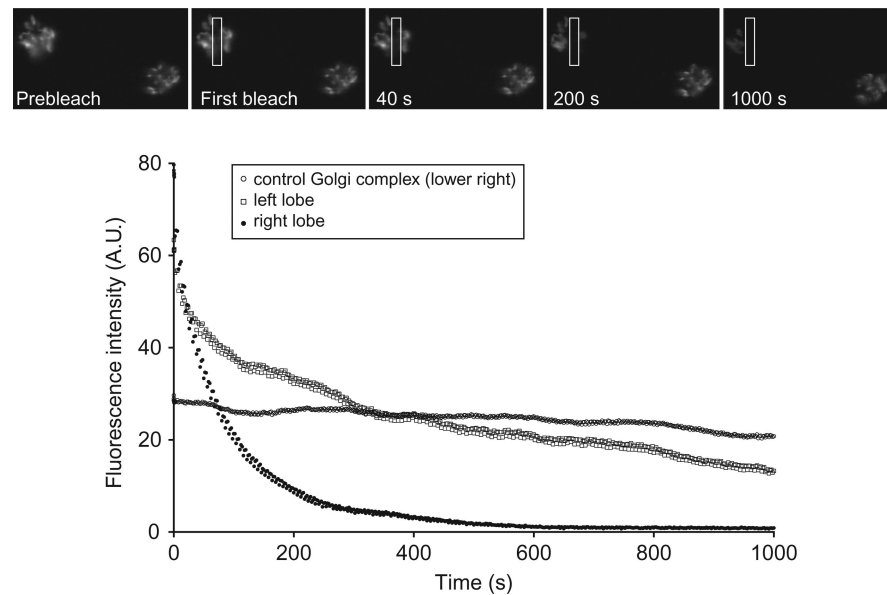 Prebleach
First bleach
40 s
200 s
1000 s
80
60
40
20
0
Fluorescence intensity (A.U.)
control Golgi complex (lower right)
left lobe
right lobe
0
200
400
600
800
1000
Time (s)